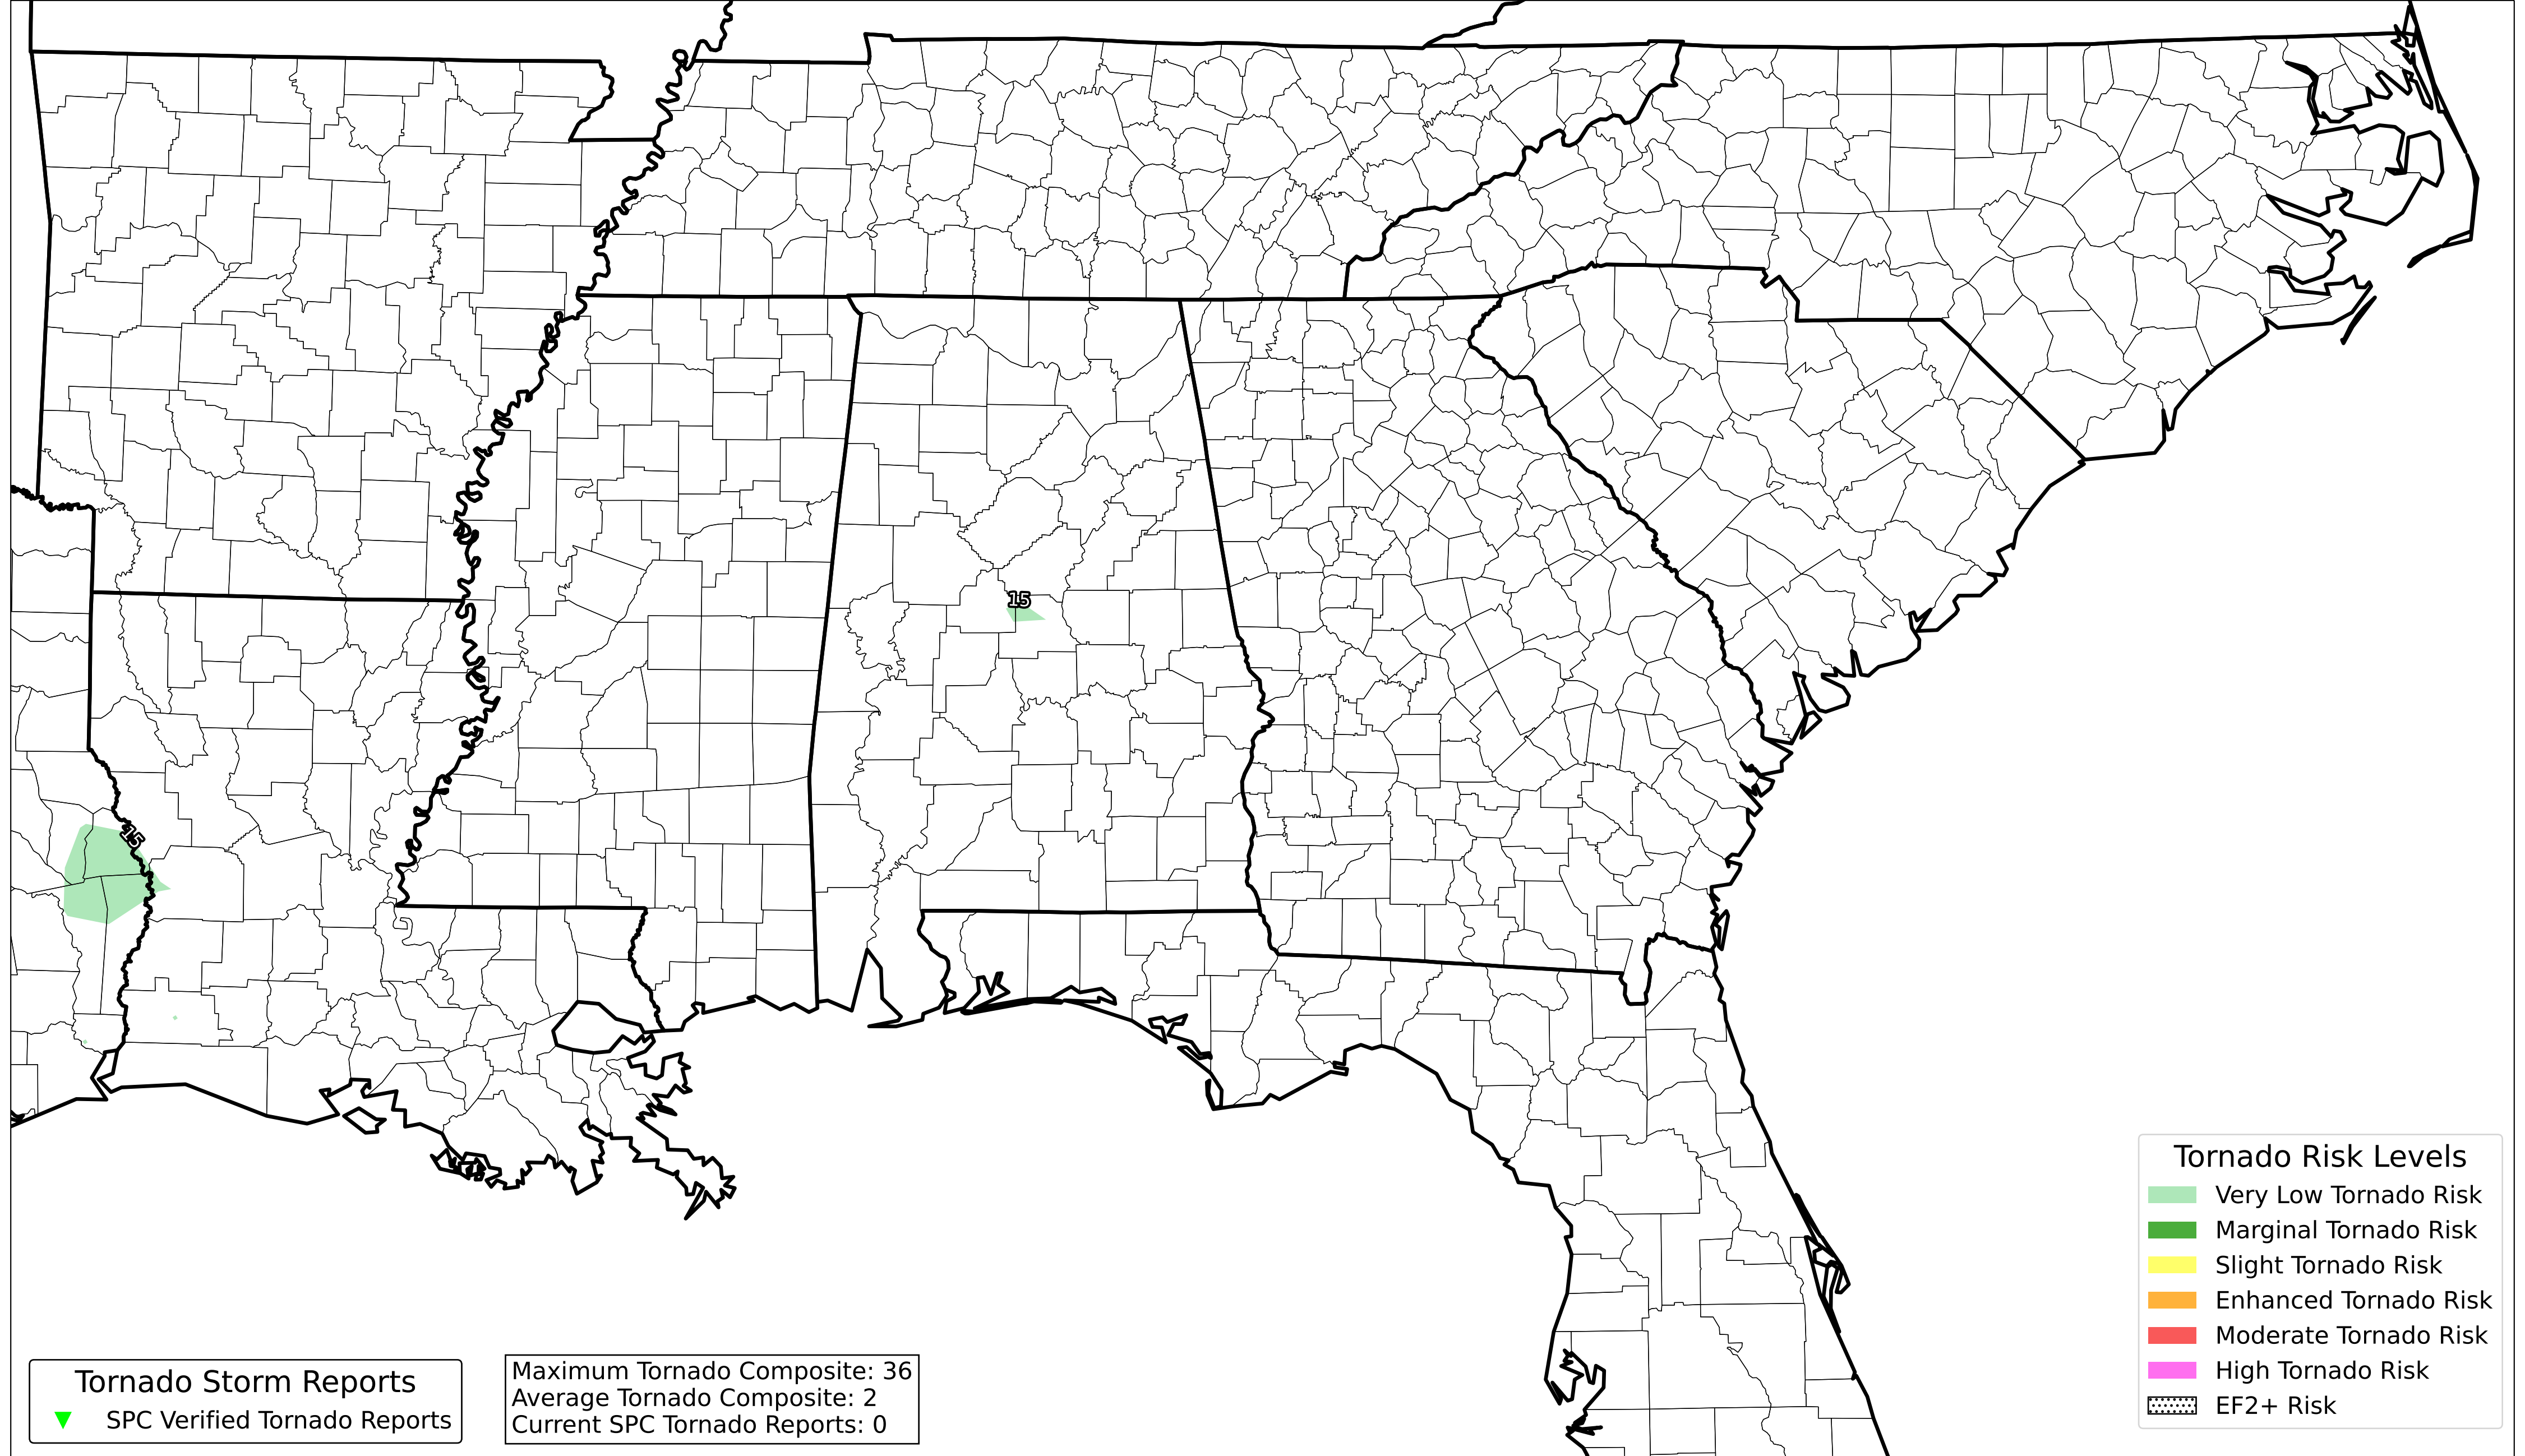 15
15
Tornado Risk Levels
Very Low Tornado Risk
Marginal Tornado Risk
Slight Tornado Risk
Enhanced Tornado Risk
Moderate Tornado Risk
High Tornado Risk
EF2+ Risk
Tornado Storm Reports
SPC Verified Tornado Reports
Maximum Tornado Composite: 36
Average Tornado Composite: 2
Current SPC Tornado Reports: 0